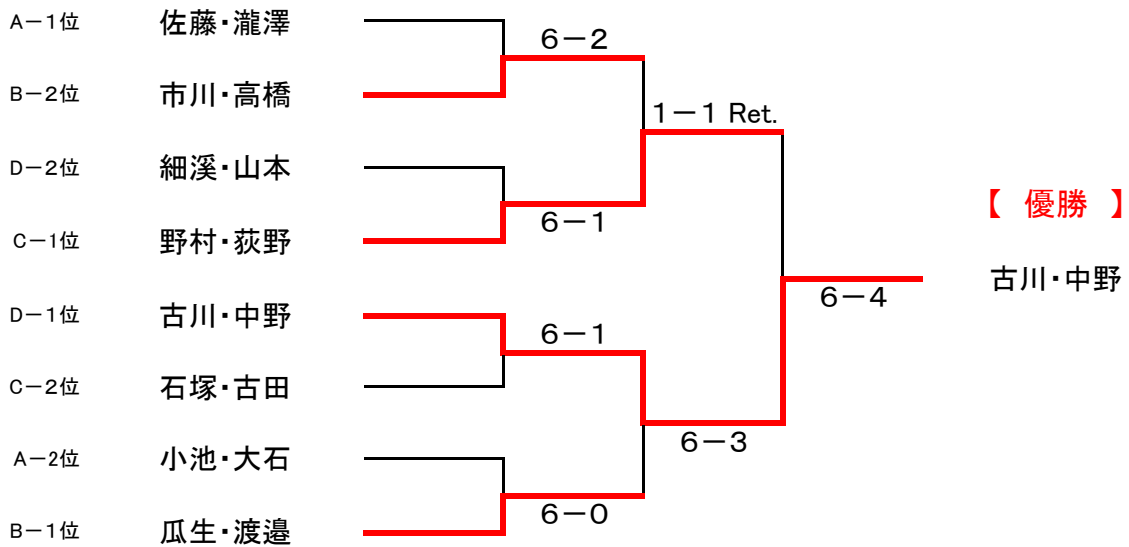 A－1位 佐藤・瀧澤
6－2
B－2位 市川・高橋
1－1 Ret.
D－2位 細溪・山本
6－1
C－1位 野村・荻野
【 優勝 】
古川・中野
6－4
D－1位 古川・中野
6－1
C－2位 石塚・古田
6－3
A－2位 小池・大石
6－0
B－1位 瓜生・渡邉